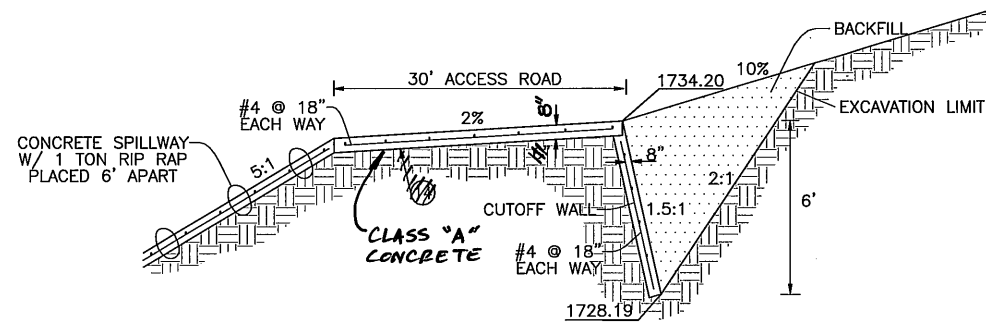 BACKFILL
30' ACCESS ROAD
1734.20
10%
#4 @ 18"
EACH WAY
2%
8"
EXCAVATION LIMIT
CONCRETE SPILLWAY
W/ 1 TON RIP RAP
PLACED 6' APART
5:1
8"
2:1
6'
CUTOFF WALL
1.5:1
CLASS "A"
CONCRETE
#4 @ 18"
EACH WAY
1728.19